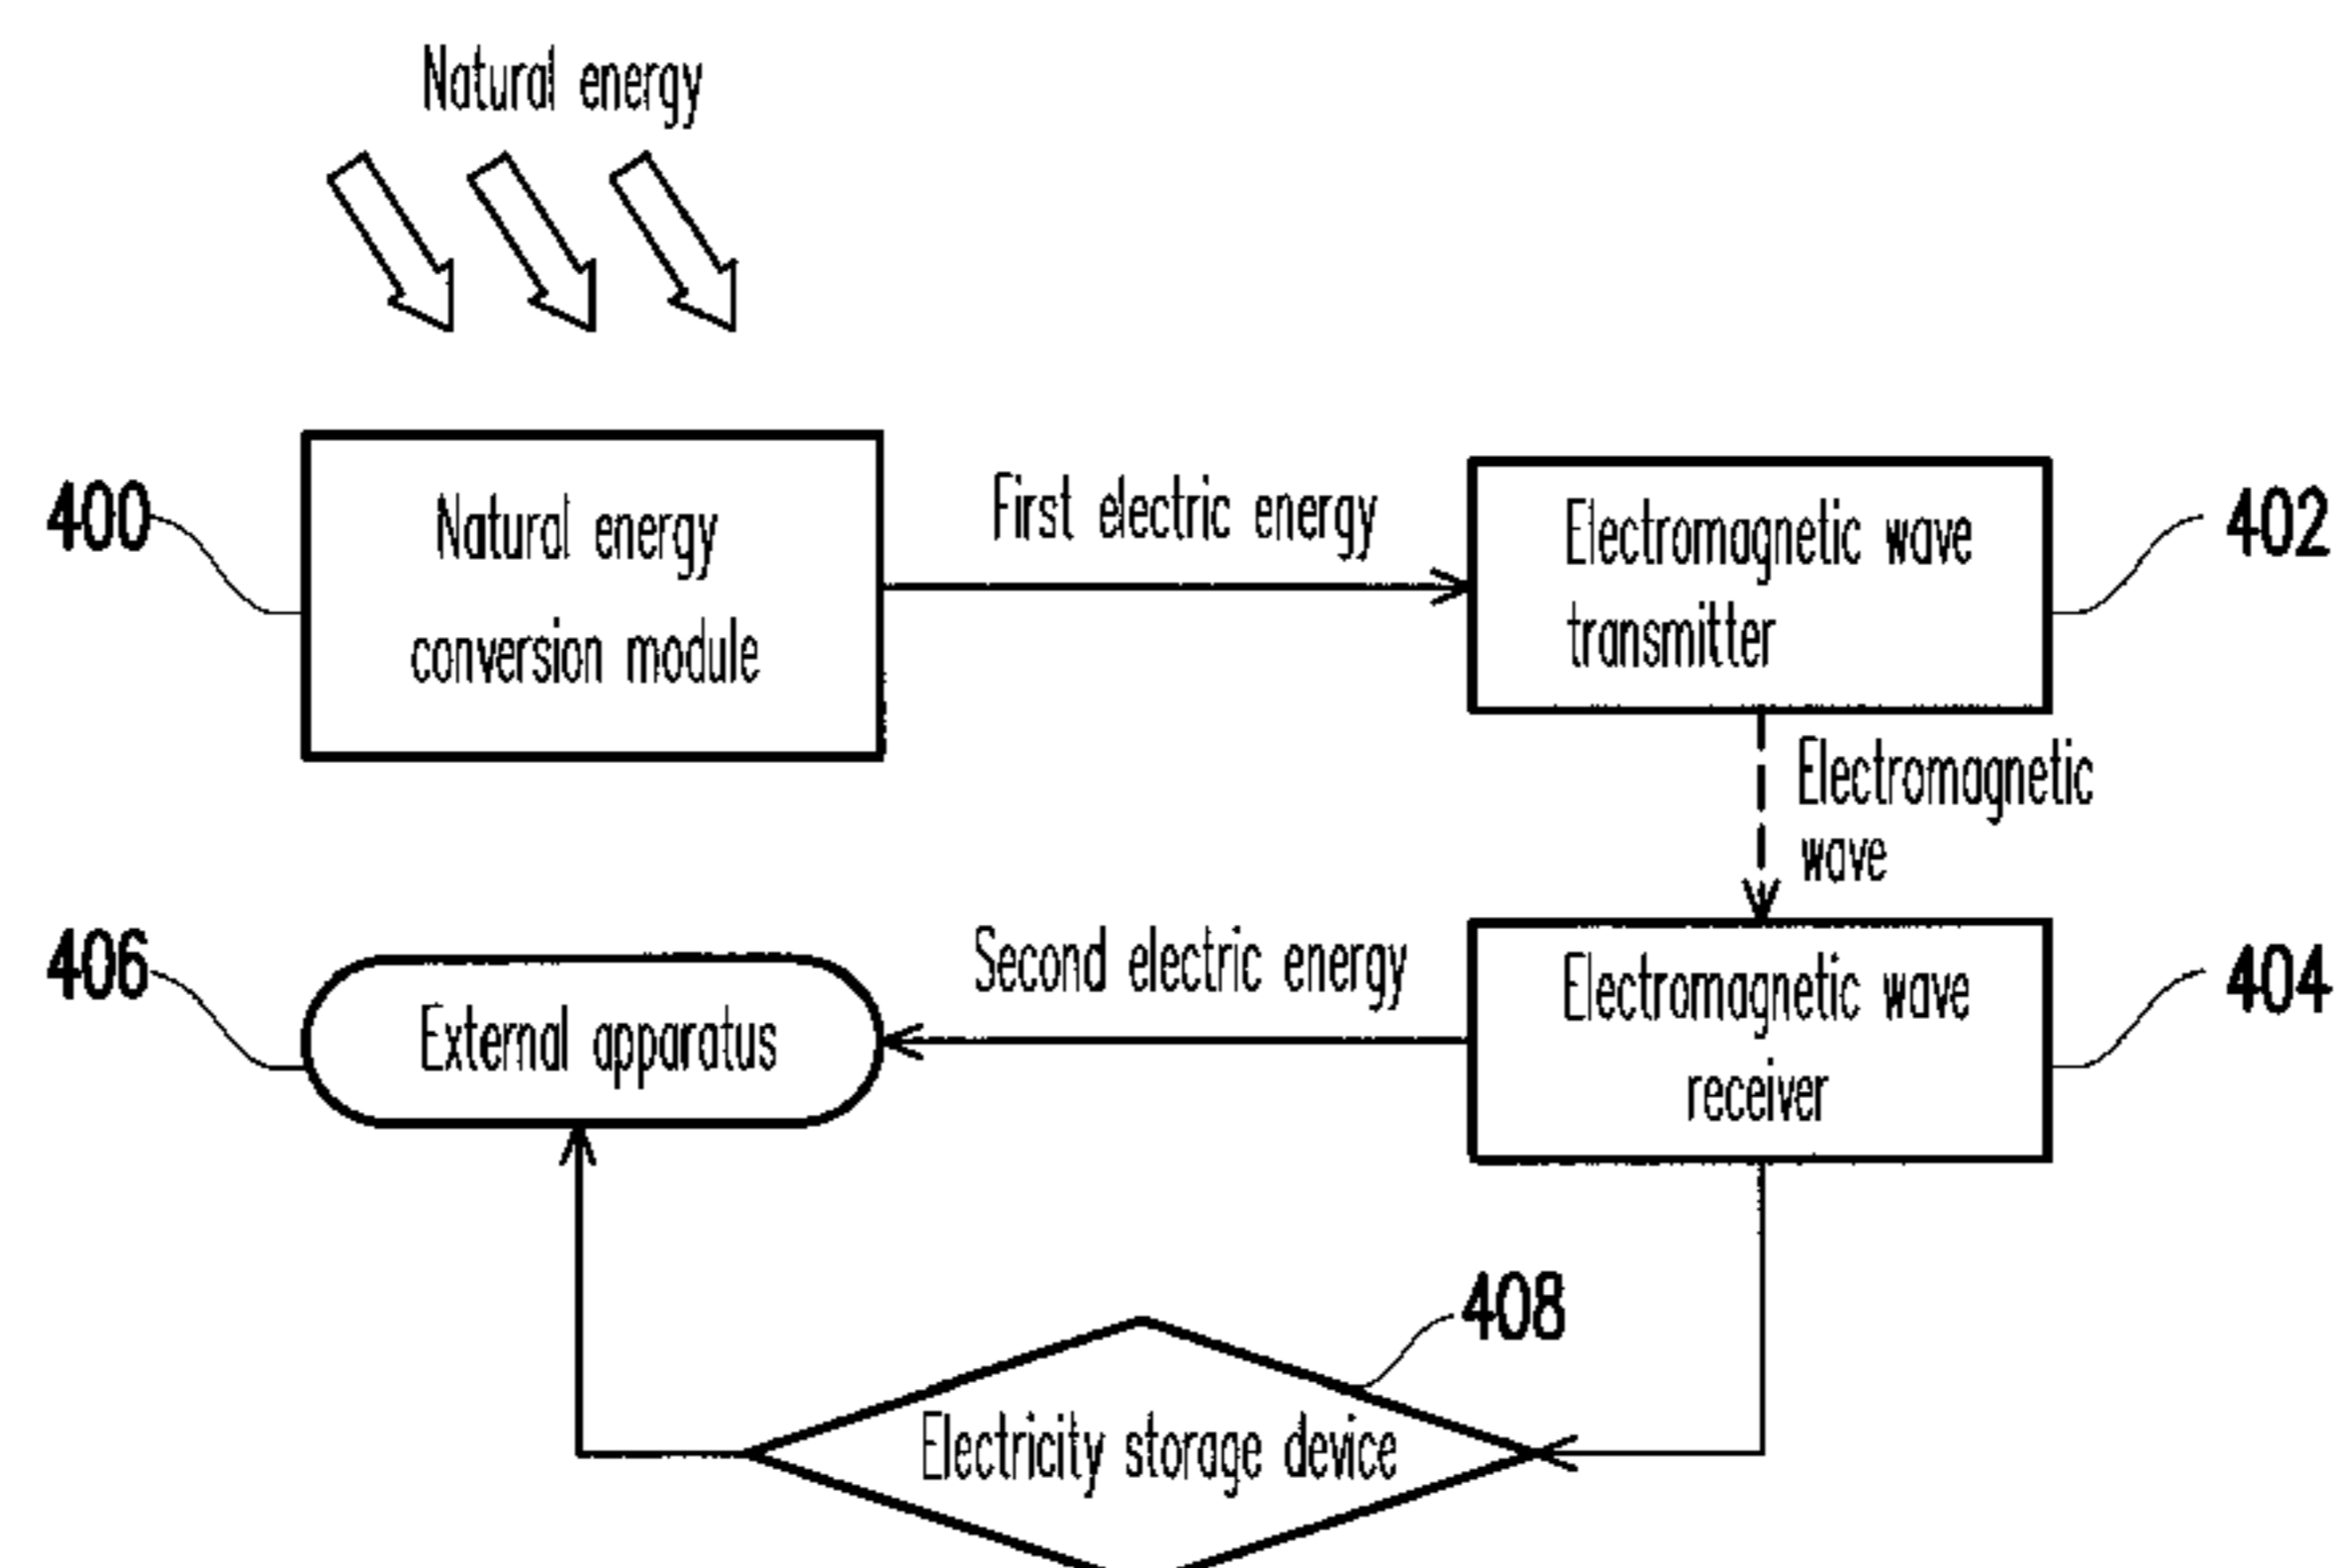 Natural energy
400
Natural energy
conversion module
First electric energy
Electromagnetic wave
transmitter
402
Electromagnetic
wave
406
External apparatus
Second electric energy
Electromagnetic wave
receiver
404
408
Electricity storage device